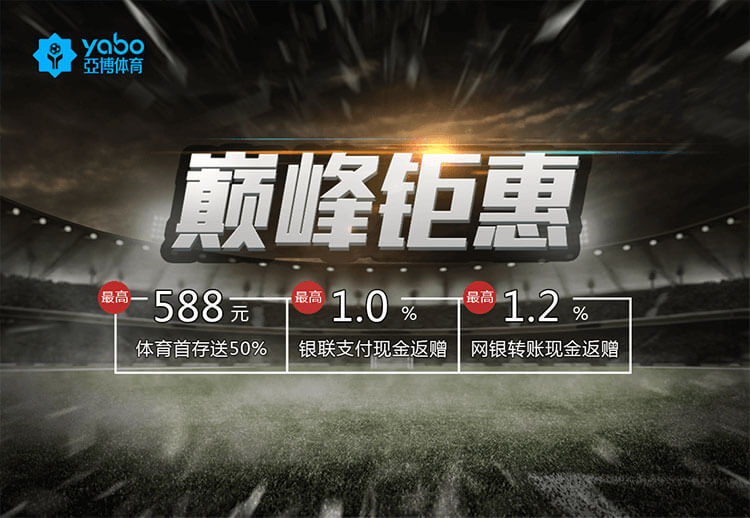 yabo
亞博体育
巅峰钜惠
最高 588元
体育首存送50%
最高 1.0 %
银联支付现金返赠
最高 1.2 %
网银转账现金返赠